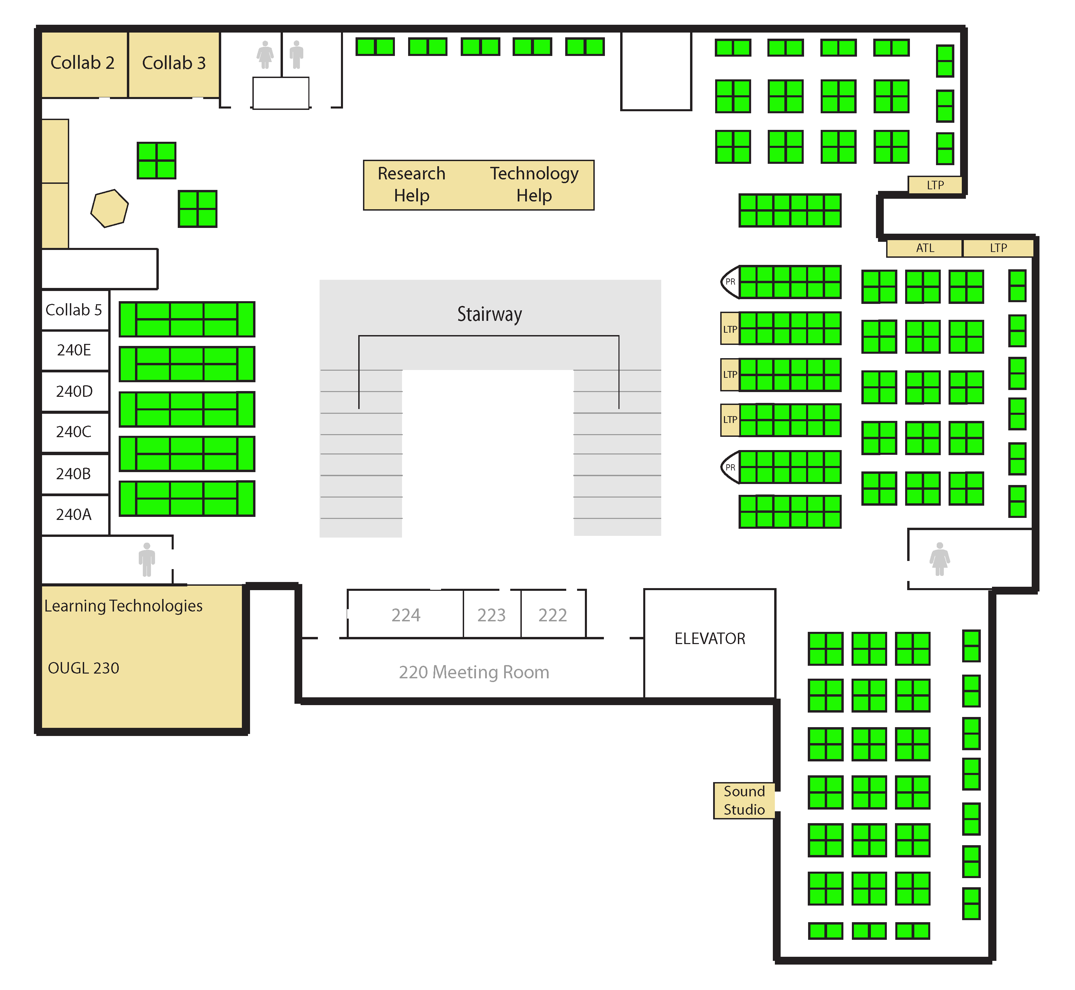 Collab 2
Collab 3
Research
Help
Technology
Help
LTP
ATL
LTP
PR
Collab 5
Stairway
LTP
240E
240D
LTP
240C
LTP
240B
PR
240A
Learning Technologies
224
223
222
ELEVATOR
OUGL 230
220 Meeting Room
Sound
Studio